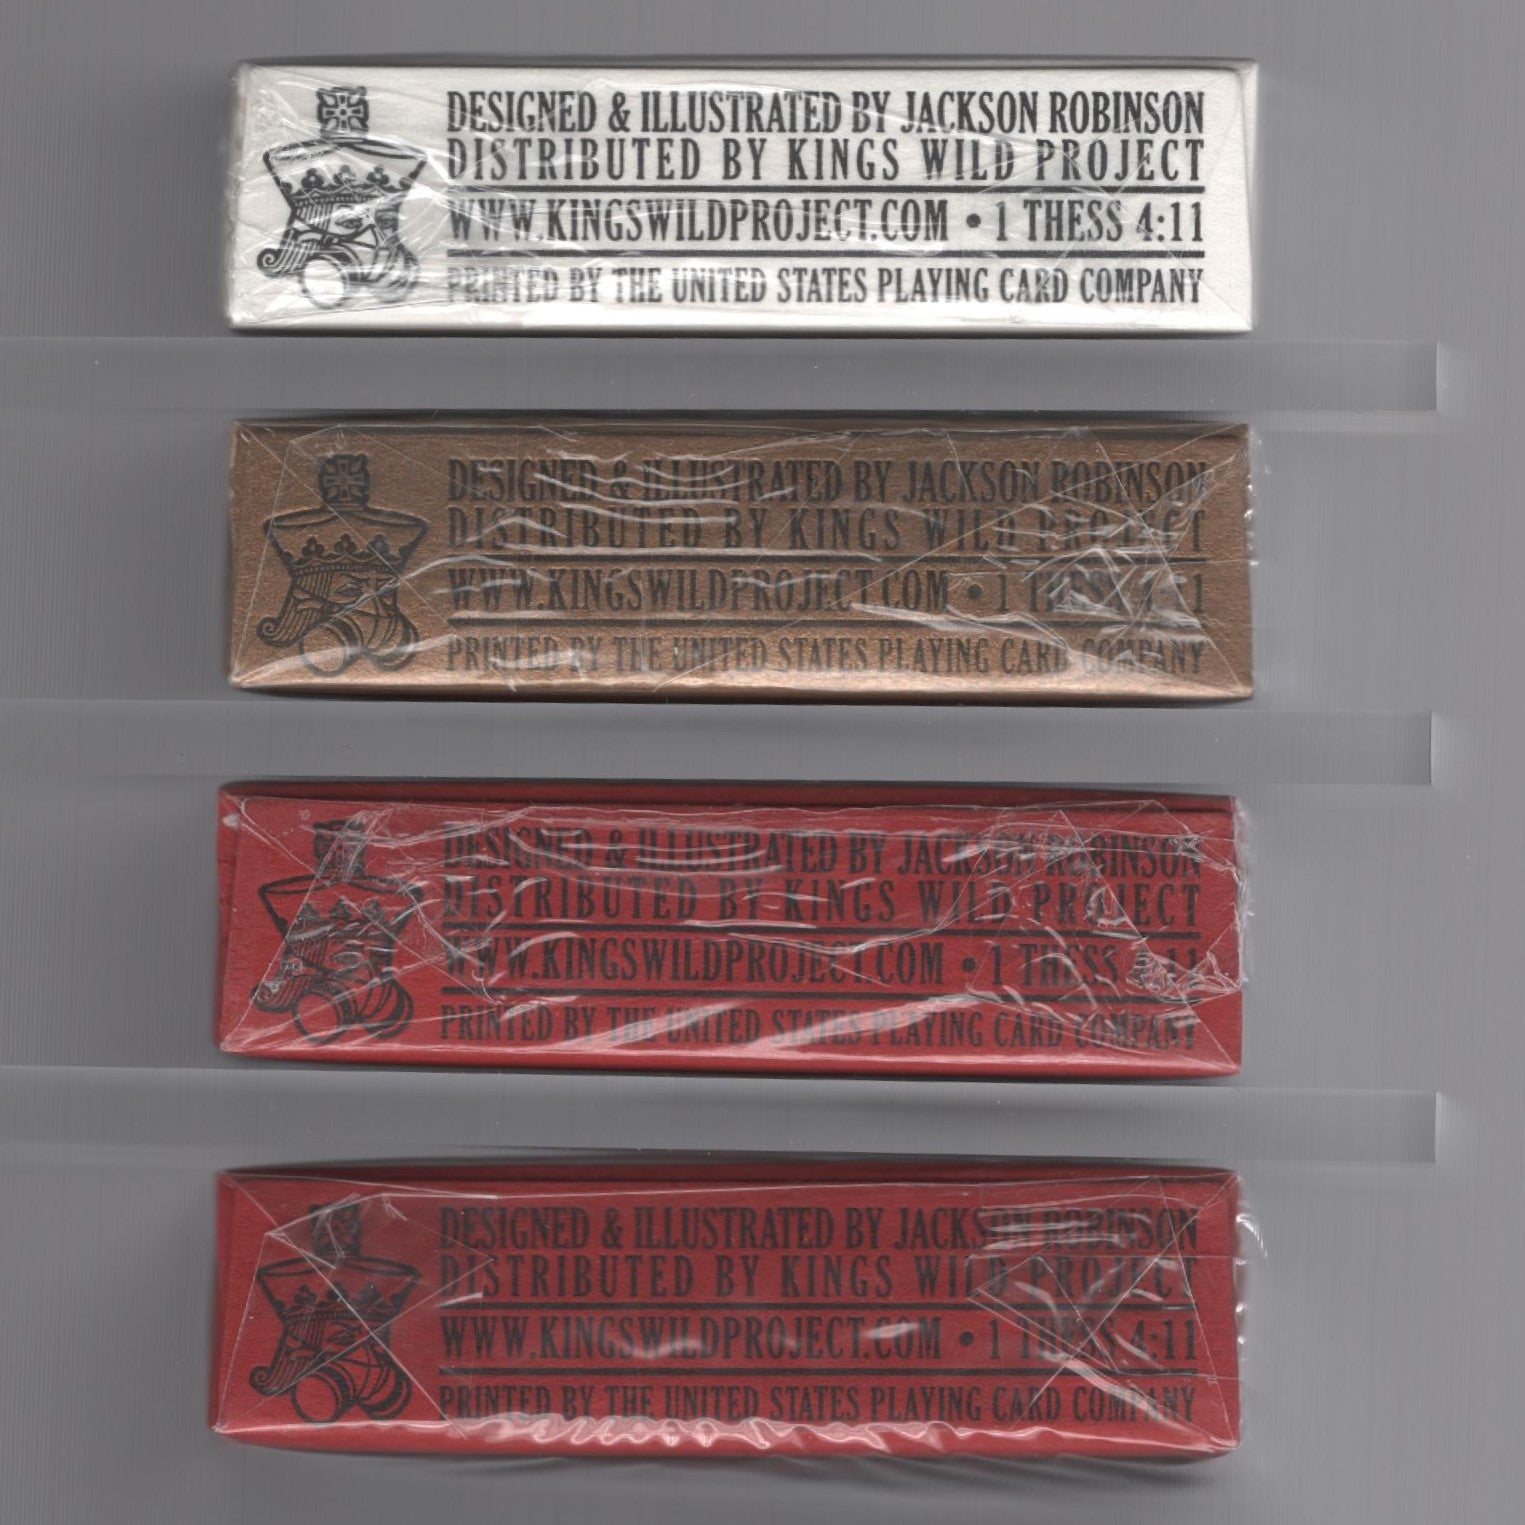 DESIGNED & ILLUSTRATED BY JACKSON ROBINSON
DISTRIBUTED BY KINGS WILD PROJECT
WWW.KINGSWILDPROJECT.COM • 1 THESS 4:11
PRINTED BY THE UNITED STATES PLAYING CARD COMPANY
DESIGNED & ILLUSTRATED BY JACKSON ROBINSON
DISTRIBUTED BY KINGS WILD PROJECT
WWW.KINGSWILDPROJECT.COM • 1 THESS 4:11
PRINTED BY THE UNITED STATES PLAYING CARD COMPANY
DESIGNED & ILLUSTRATED BY JACKSON ROBINSON
DISTRIBUTED BY KINGS WILD PROJECT
WWW.KINGSWILDPROJECT.COM • 1 THESS 4:11
PRINTED BY THE UNITED STATES PLAYING CARD COMPANY
DESIGNED & ILLUSTRATED BY JACKSON ROBINSON
DISTRIBUTED BY KINGS WILD PROJECT
WWW.KINGSWILDPROJECT.COM • 1 THESS 4:11
PRINTED BY THE UNITED STATES PLAYING CARD COMPANY